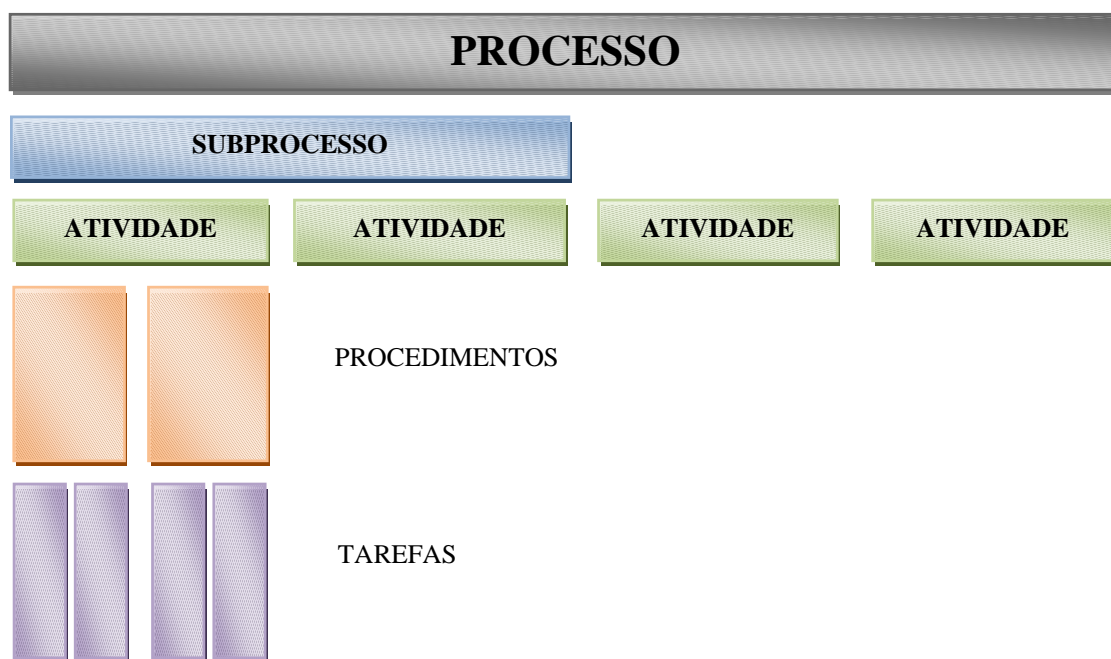 PROCESSO
SUBPROCESSO
ATIVIDADE ATIVIDADE ATIVIDADE ATIVIDADE
PROCEDIMENTOS
TAREFAS